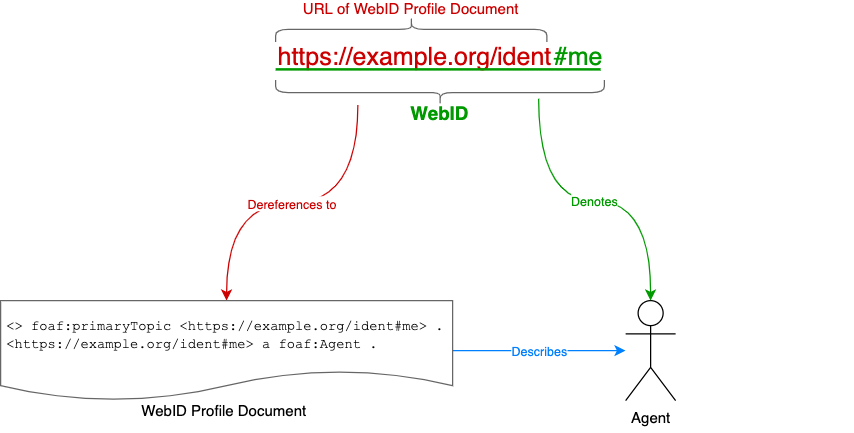 URL of WebID Profile Document
https://example.org/ident#me
WebID
Dereferences to
Denotes
<> foaf:primaryTopic <https://example.org/ident#me> .
<https://example.org/ident#me> a foaf:Agent .
Describes
WebID Profile Document
Agent